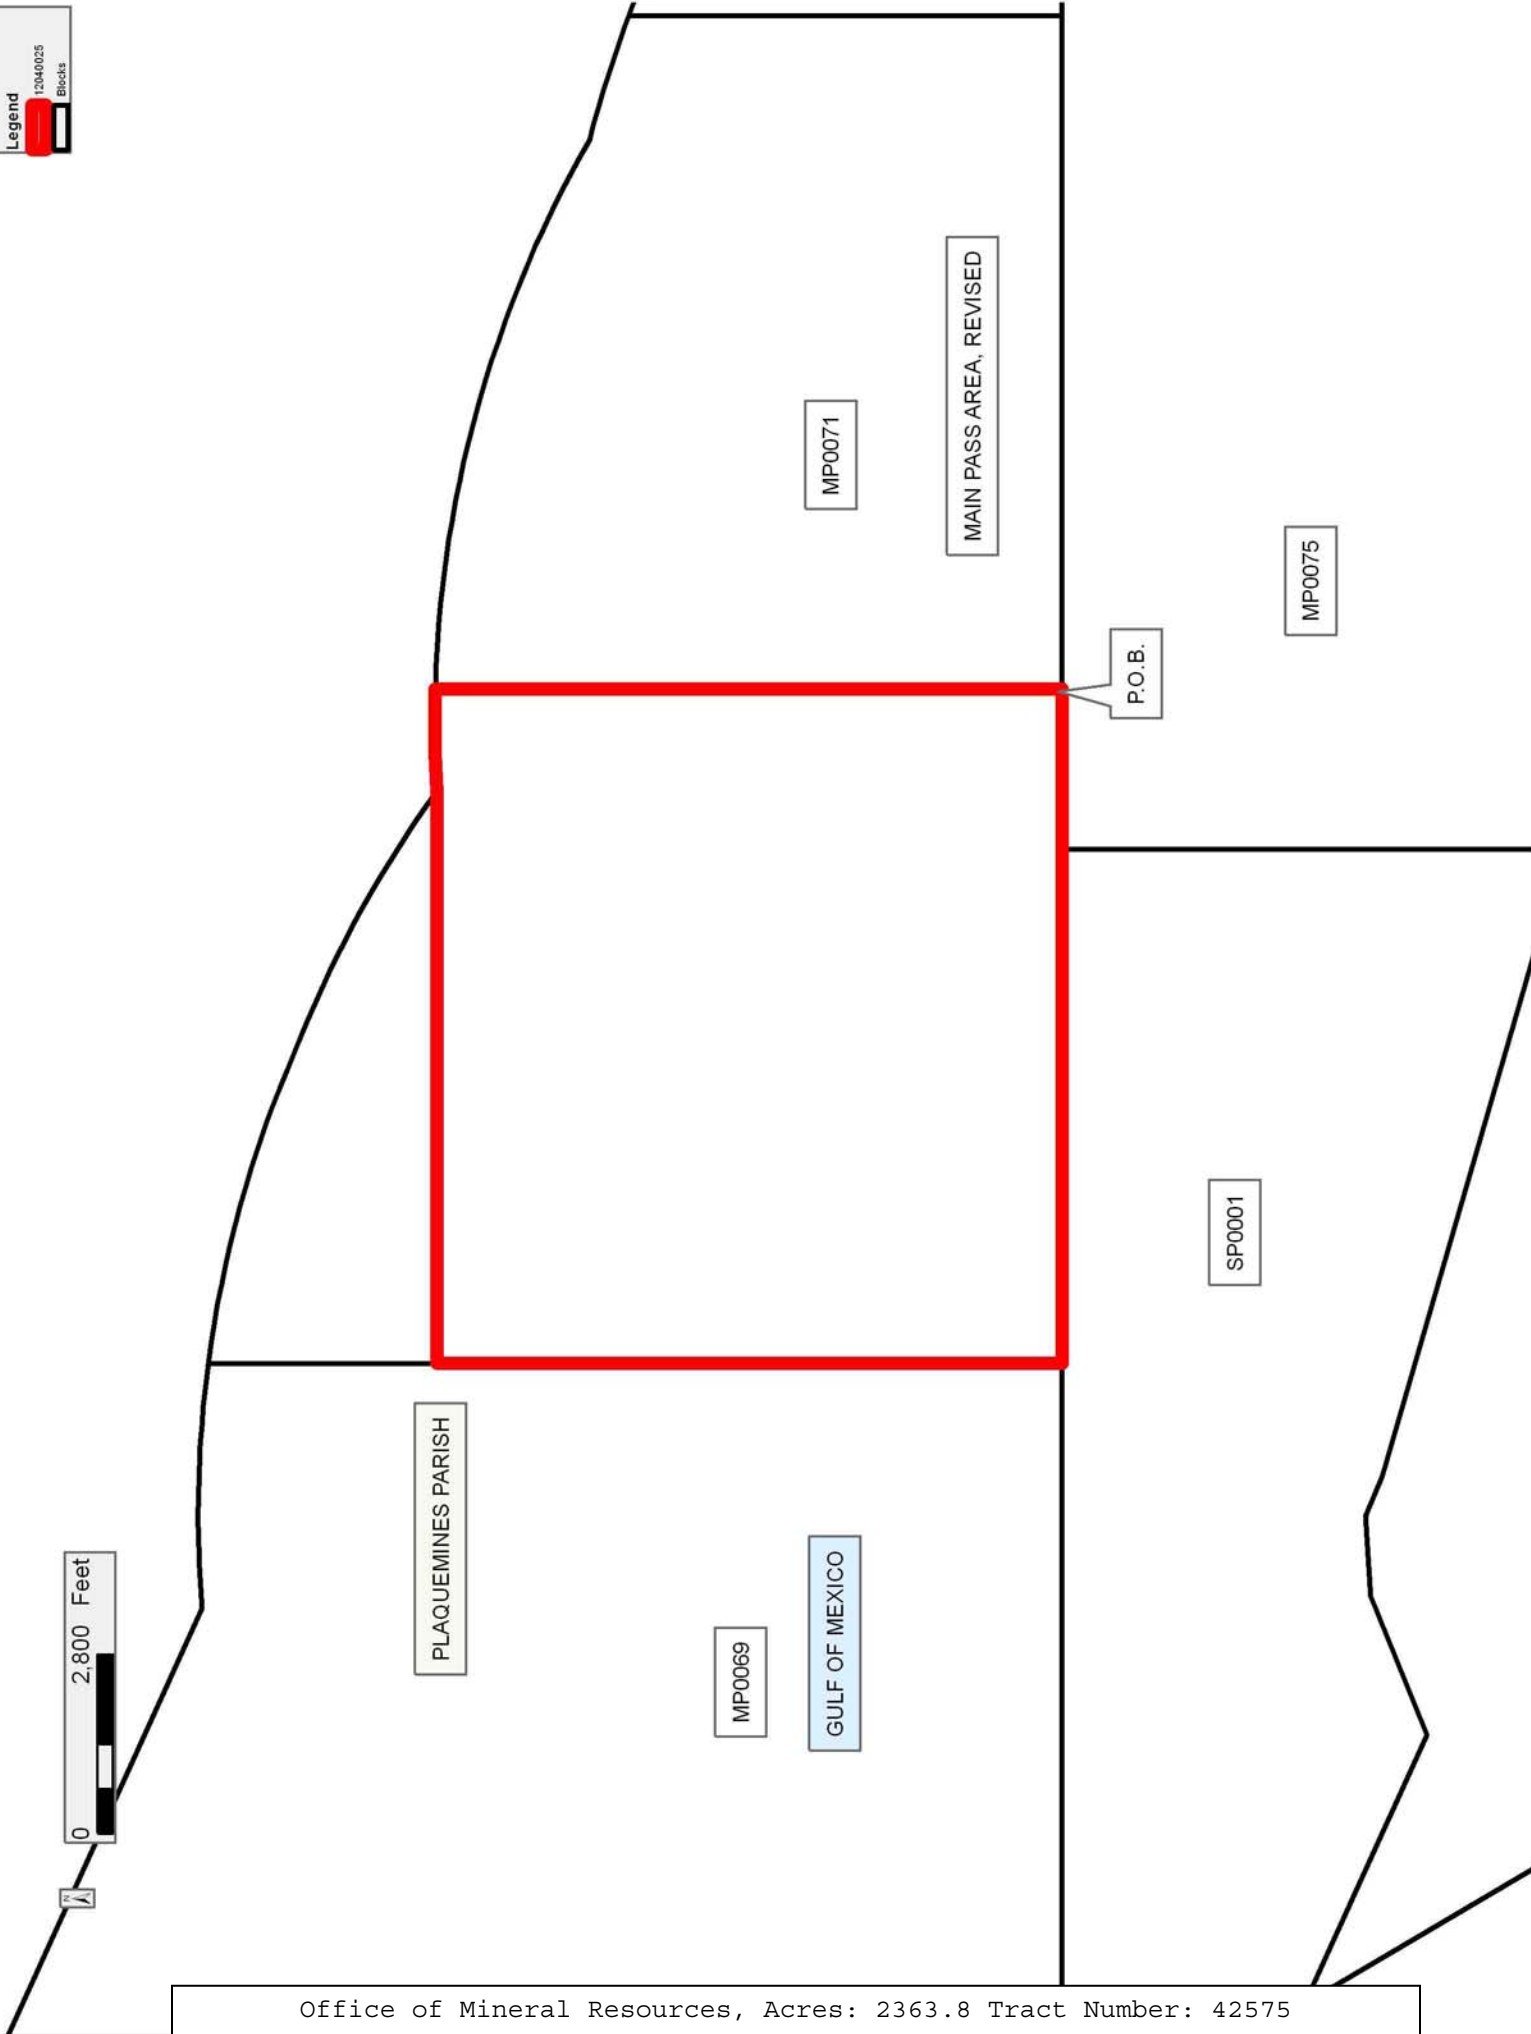 Legend
12040025
Blocks
N
0 2,800 Feet
PLAQUEMINES PARISH
MP0069
GULF OF MEXICO
MP0071
MAIN PASS AREA, REVISED
P.O.B.
MP0075
SP0001
Office of Mineral Resources, Acres: 2363.8 Tract Number: 42575